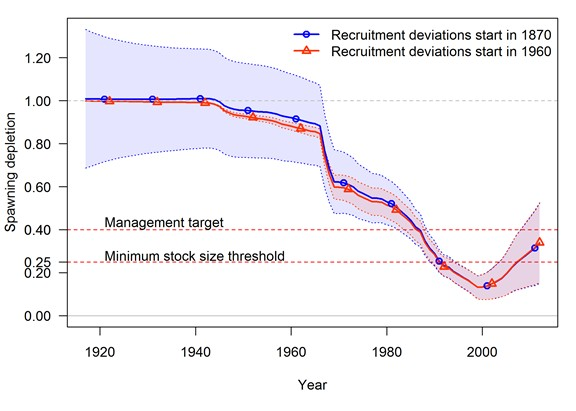 Recruitment deviations start in 1870
Recruitment deviations start in 1960
Spawning depletion
1.20
1.00
0.80
0.60
0.40
0.25
0.20
0.00
Management target
Minimum stock size threshold
1920 1940 1960 1980 2000
Year